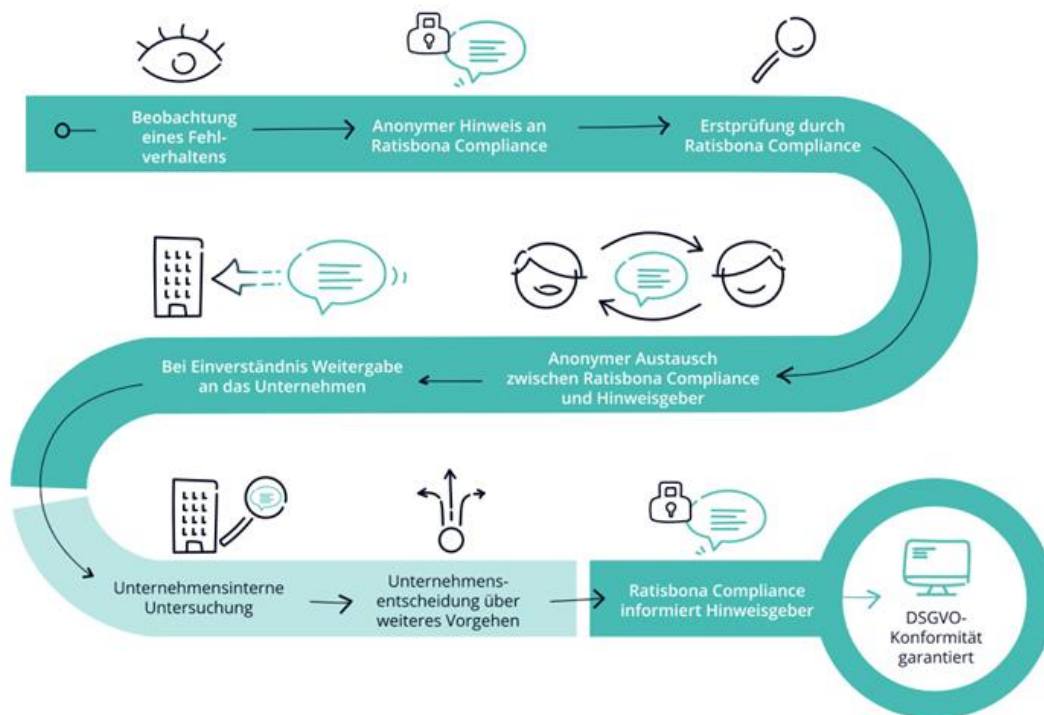 Beobachtung
eines Fehl-
verhaltens
Anonymer Hinweis an
Ratisbona Compliance
Erstprüfung durch
Ratisbona Compliance
Anonymer Austausch
zwischen Ratisbona Compliance
und Hinweisgeber
Bei Einverständnis Weitergabe
an das Unternehmen
Unternehmensinterne
Untersuchung
Unternehmens-
entscheidung über
weiteres Vorgehen
Ratisbona Compliance
informiert Hinweisgeber
DSGVO-
Konformität
garantiert